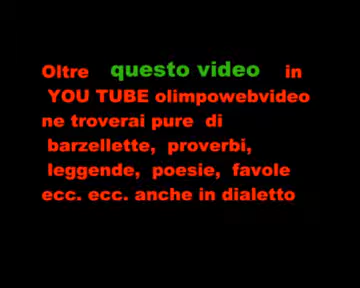 Oltre questo video in
YOU TUBE olimpowebvideo
ne troverai pure di
barzellette, proverbi,
leggende, poesie, favole
ecc. ecc. anche in dialetto